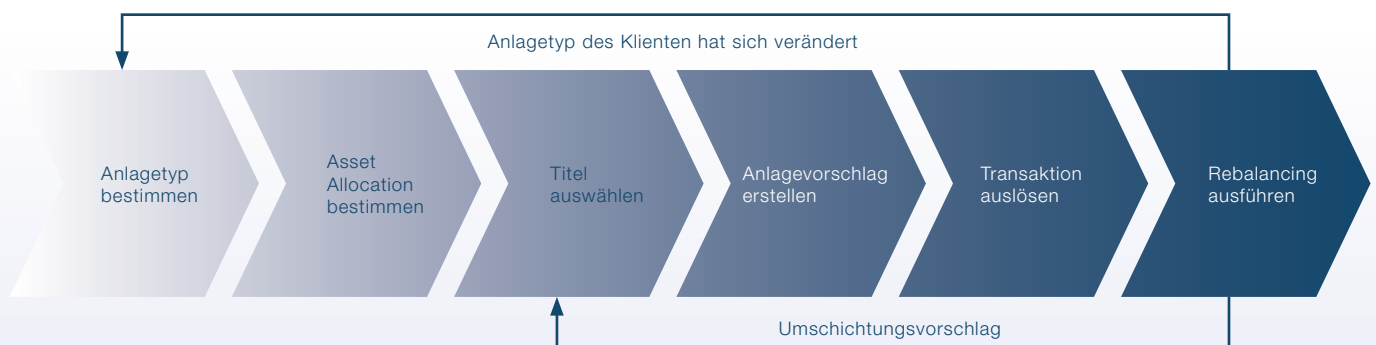 Anlagetyp des Klienten hat sich verändert
Anlagetyp
bestimmen
Asset
Allocation
bestimmen
Titel
auswählen
Anlagevorschlag
erstellen
Transaktion
auslösen
Rebalancing
ausführen
Umschichtungsvorschlag